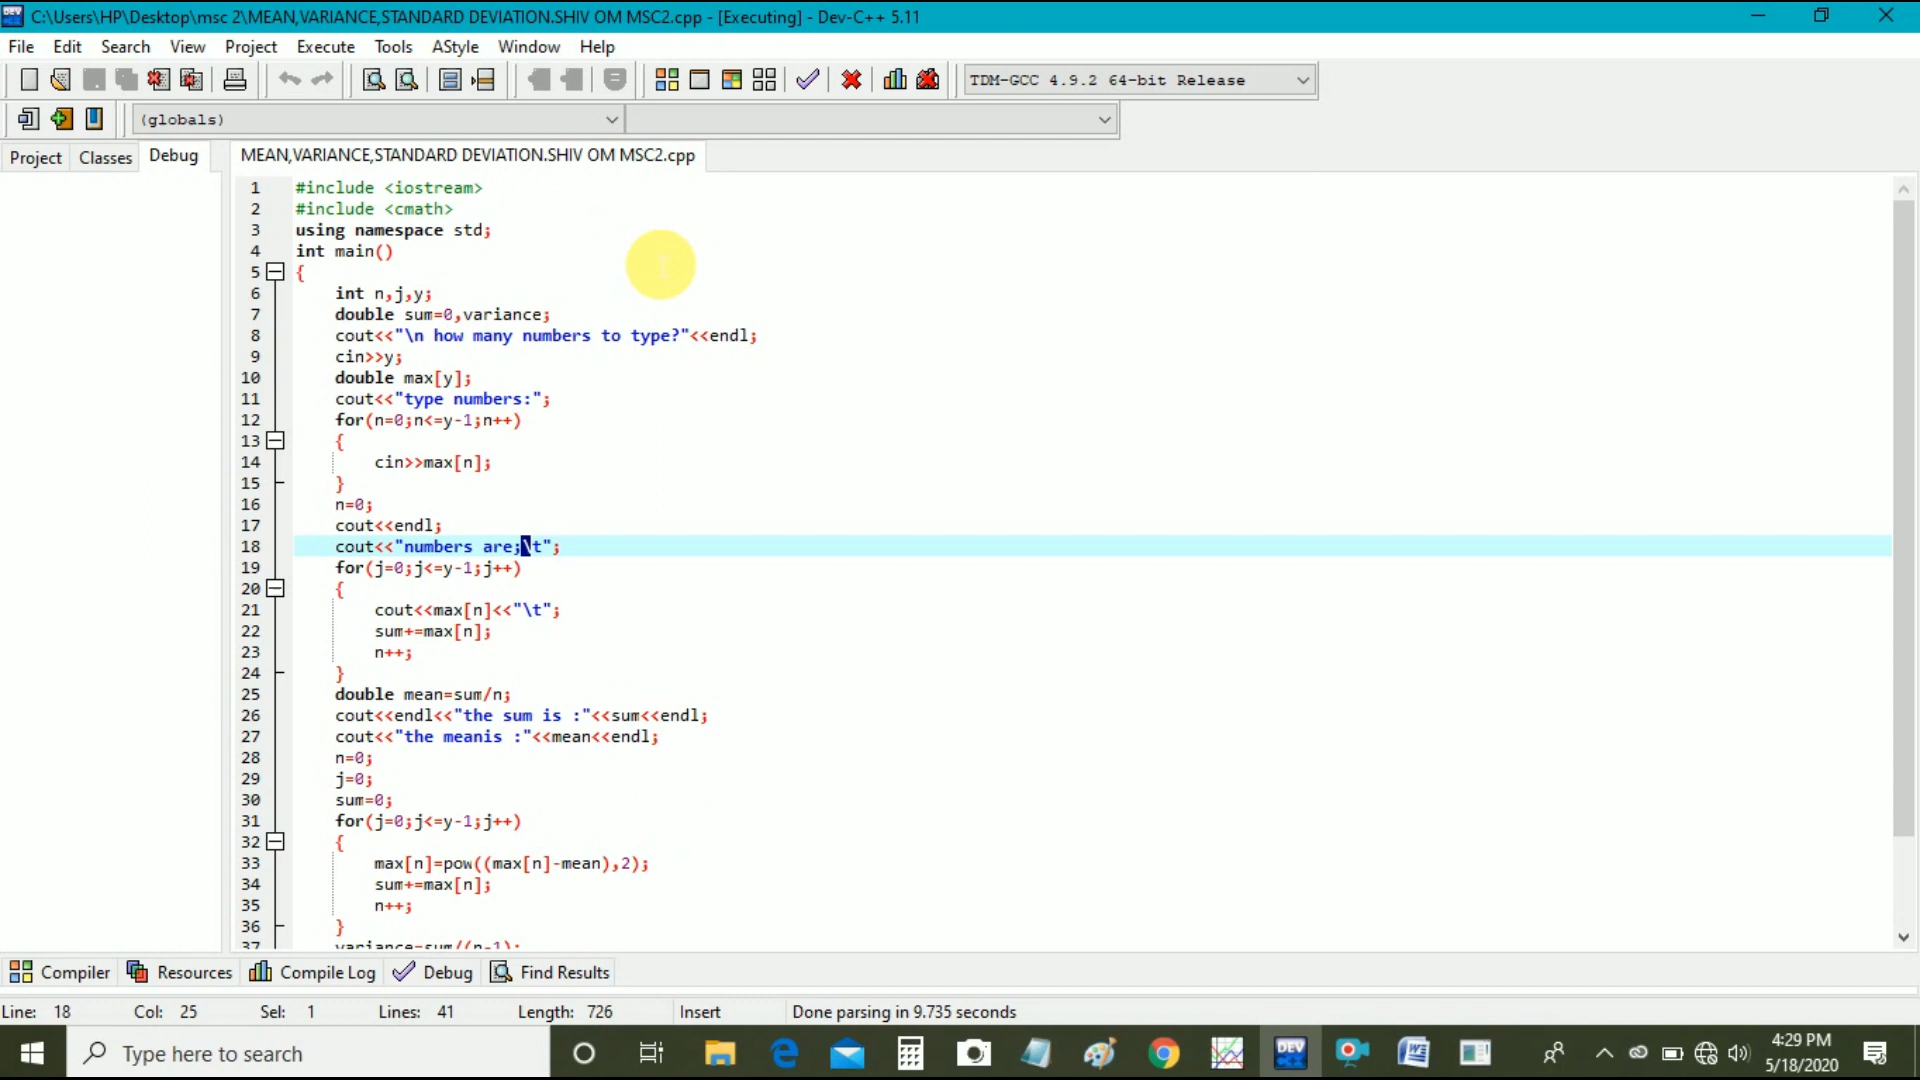 C:\Users\HP\Desktop\msc 2\MEAN,VARIANCE,STANDARD DEVIATION.SHIV OM MSC2.cpp - [Executing] - Dev-C++ 5.11
File Edit Search View Project Execute Tools AStyle Window Help
TDM-GCC 4.9.2 64-bit Release
(globals)
Project Classes Debug
MEAN,VARIANCE,STANDARD DEVIATION.SHIV OM MSC2.cpp
1 #include <iostream>
2 #include <cmath>
3 using namespace std;
4 int main()
5 {
6 int n,j,y;
7 double sum=0,variance;
8 cout<<"\n how many numbers to type?"<<endl;
9 cin>>y;
10 double max[y];
11 cout<<"type numbers:";
12 for(n=0;n<=y-1;n++)
13 {
14 cin>>max[n];
15 }
16 n=0;
17 cout<<endl;
18 cout<<"numbers are;\t";
19 for(j=0;j<=y-1;j++)
20 {
21 cout<<max[n]<<"\t";
22 sum+=max[n];
23 n++;
24 }
25 double mean=sum/n;
26 cout<<endl<<"the sum is :"<<sum<<endl;
27 cout<<"the meanis :"<<mean<<endl;
28 n=0;
29 j=0;
30 sum=0;
31 for(j=0;j<=y-1;j++)
32 {
33 max[n]=pow((max[n]-mean),2);
34 sum+=max[n];
35 n++;
36 }
37 variance=sum/(n-1);
Compiler Resources Compile Log Debug Find Results
Line: 18 Col: 25 Sel: 1 Lines: 41 Length: 726 Insert Done parsing in 9.735 seconds
Type here to search
DEV
4:29 PM
5/18/2020